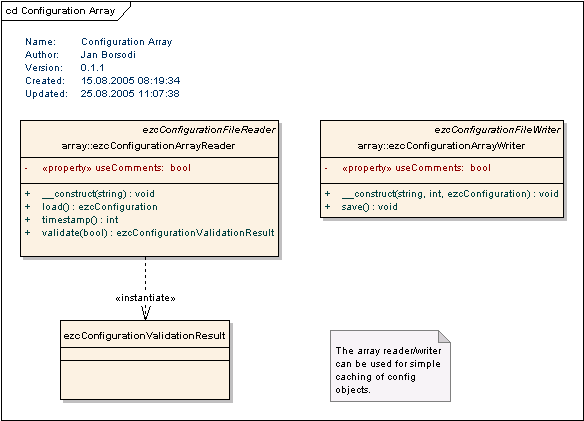 cd Configuration Array
Name: Configuration Array
Author: Jan Borsodi
Version: 0.1.1
Created: 15.08.2005 08:19:34
Updated: 25.08.2005 11:07:38
ezcConfigurationFileReader
array::ezcConfigurationArrayReader
- «property» useComments: bool
+ __construct(string) : void
+ load() : ezcConfiguration
+ timestamp() : int
+ validate(bool) : ezcConfigurationValidationResult
ezcConfigurationFileWriter
array::ezcConfigurationArrayWriter
- «property» useComments: bool
+ __construct(string, int, ezcConfiguration) : void
+ save() : void
«instantiate»
ezcConfigurationValidationResult
The array reader/writer
can be used for simple
caching of config
objects.